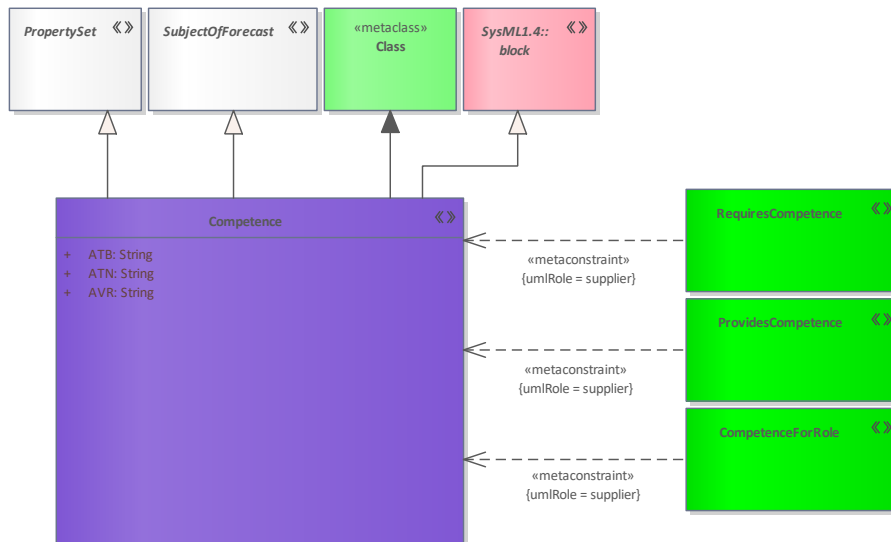 PropertySet
SubjectOfForecast
«metaclass»
Class
SysML1.4::
block
Competence
+ ATB: String
+ ATN: String
+ AVR: String
RequiresCompetence
«metaconstraint»
{umlRole = supplier}
ProvidesCompetence
«metaconstraint»
{umlRole = supplier}
CompetenceForRole
«metaconstraint»
{umlRole = supplier}